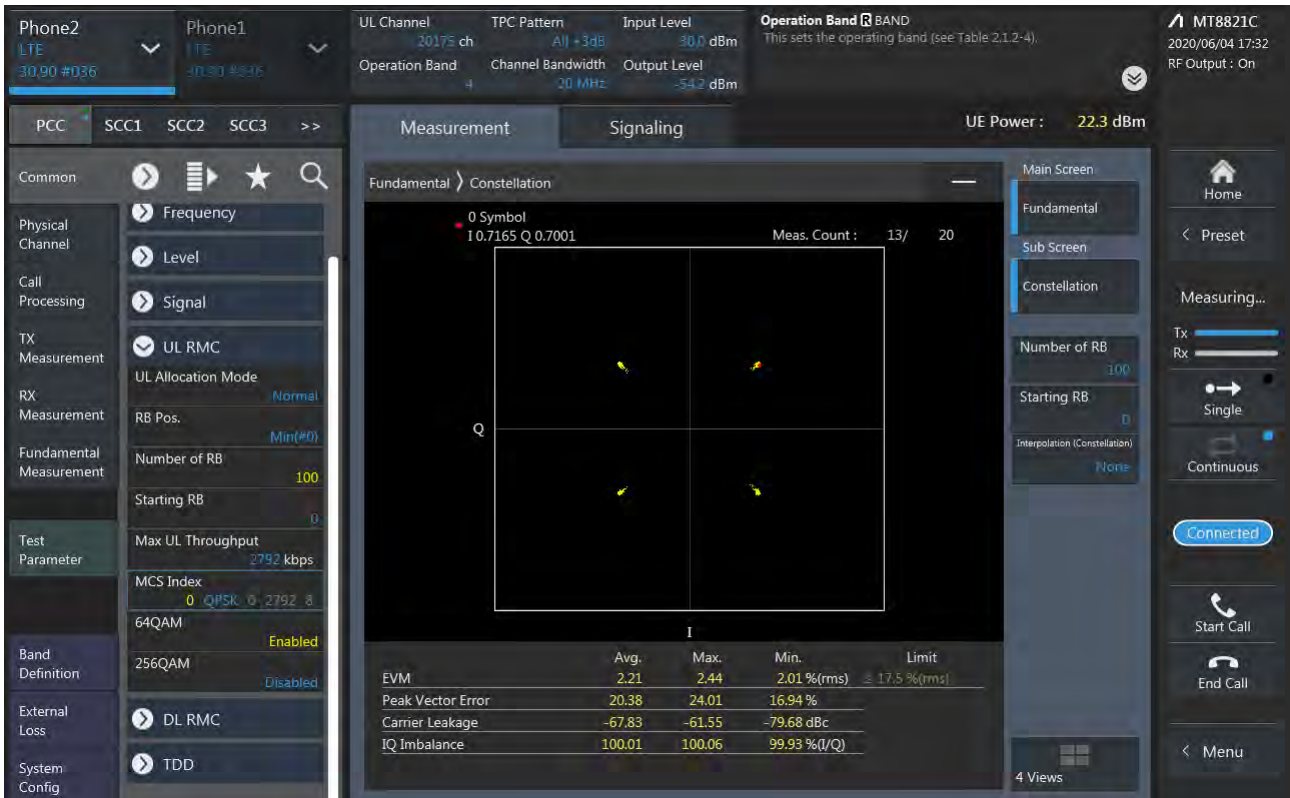 Phone2
LTE
30.90 #036
Phone1
LTE
30.90 #036
UL Channel
20175 ch
TPC Pattern
All +3dB
Input Level
30.0 dBm
Operation Band
4
Channel Bandwidth
20 MHz
Output Level
-54.2 dBm
Operation Band R BAND
This sets the operating band (see Table 2.1.2-4).
MT8821C
2020/06/04 17:32
RF Output : On
PCC SCC1 SCC2 SCC3 >>
Measurement
Signaling
UE Power : 22.3 dBm
Common
Physical
Channel
Call
Processing
TX
Measurement
RX
Measurement
Fundamental
Measurement
Test
Parameter
Band
Definition
External
Loss
System
Config
Frequency
Level
Signal
UL RMC
UL Allocation Mode
Normal
RB Pos.
Min(#0)
Number of RB
100
Starting RB
0
Max UL Throughput
2792 kbps
MCS Index
0 QPSK 0 2792 8
64QAM
Enabled
256QAM
Disabled
DL RMC
TDD
Fundamental 〉 Constellation
0 Symbol
I 0.7165 Q 0.7001
Meas. Count : 13/ 20
Q
I
Avg. Max. Min. Limit
EVM 2.21 2.44 2.01 %(rms) ≤ 17.5 %(rms)
Peak Vector Error 20.38 24.01 16.94 %
Carrier Leakage -67.83 -61.55 -79.68 dBc
IQ Imbalance 100.01 100.06 99.93 %(I/Q)
Main Screen
Fundamental
Sub Screen
Constellation
Number of RB
100
Starting RB
0
Interpolation (Constellation)
None
4 Views
Home
< Preset
Measuring...
Tx
Rx
Single
Continuous
Connected
Start Call
End Call
< Menu